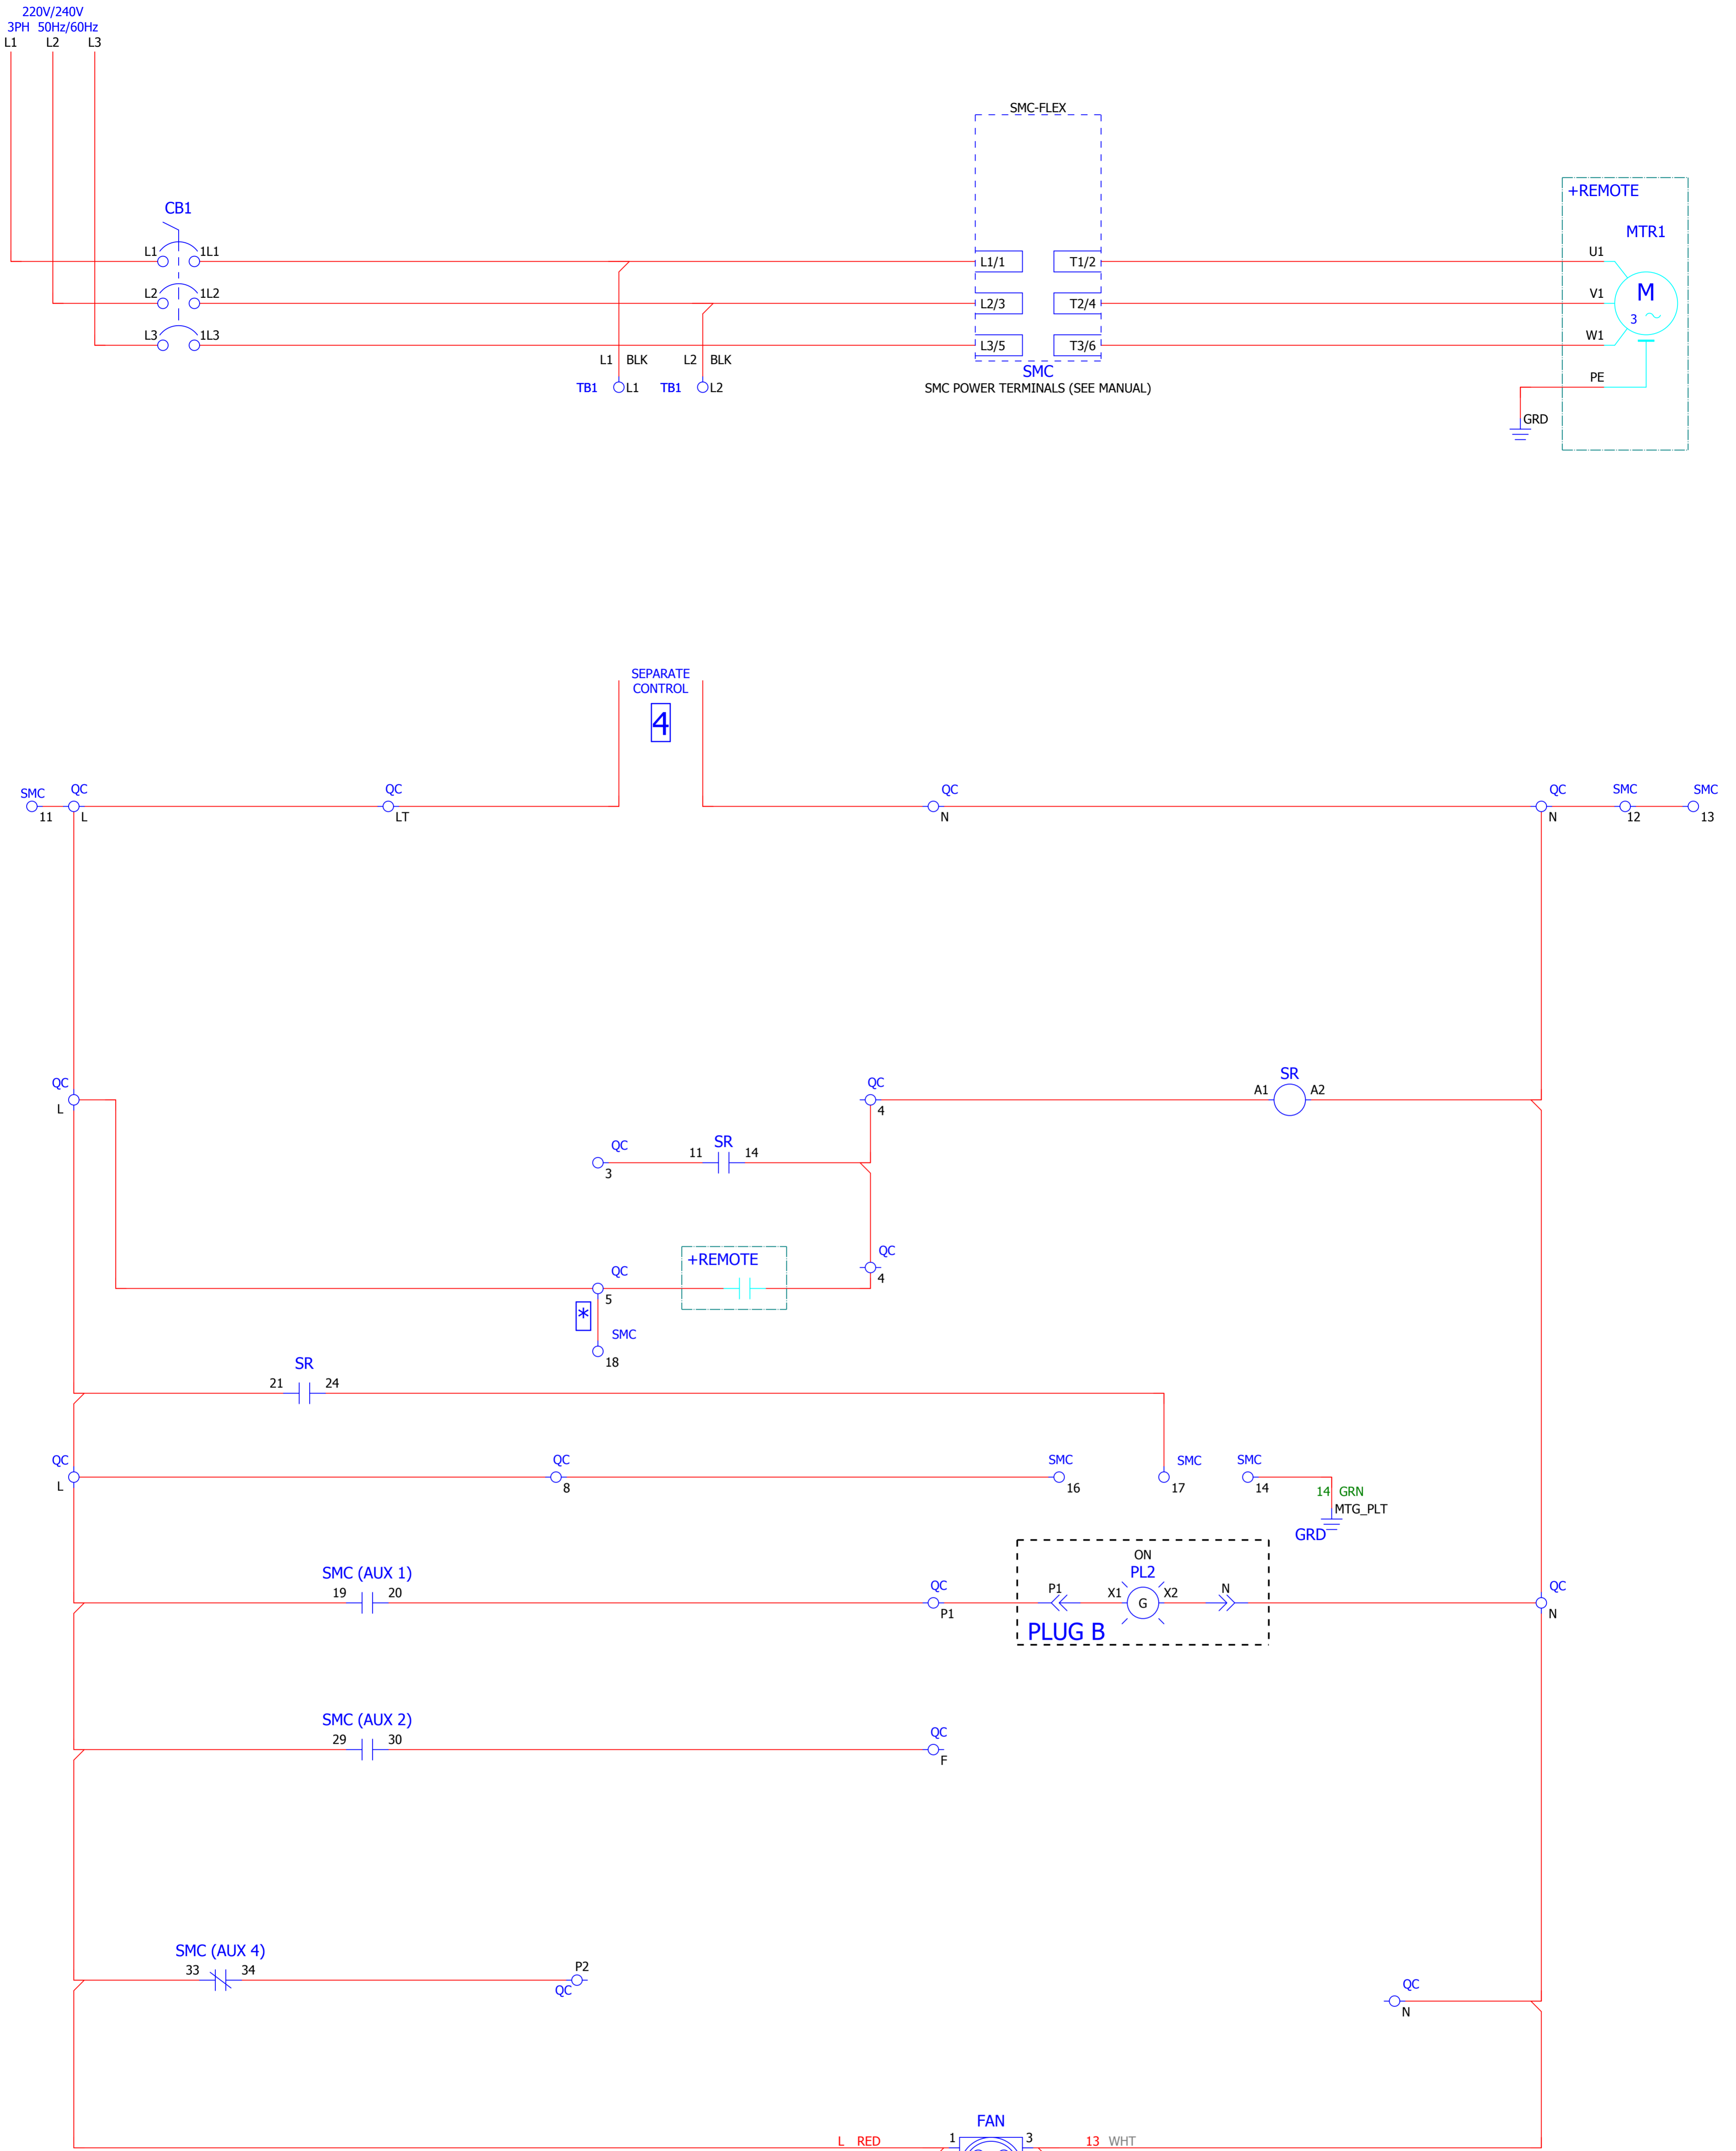 220V/240V
3PH 50Hz/60Hz
L1 L2 L3
SMC-FLEX
+REMOTE
CB1
MTR1
L1 1L1 L1/1 T1/2 U1
L2 1L2 L2/3 T2/4 V1 M
3
L3 1L3 L3/5 T3/6 W1
L1 BLK L2 BLK
SMC
TB1 L1 TB1 L2
SMC POWER TERMINALS (SEE MANUAL)
PE
GRD
SEPARATE
CONTROL
4
SMC QC QC QC QC SMC SMC
11 L LT N N 12 13
QC QC SR
L 4 A1 A2
QC SR
3 11 14
+REMOTE
QC QC
5 4
*
SMC
18
SR
21 24
QC QC SMC SMC SMC
L 8 16 17 14
14 GRN
MTG_PLT
GRD
SMC (AUX 1)
19 20
ON
PL2
QC P1 X1 G X2 N QC
P1 N
PLUG B
SMC (AUX 2)
29 30
QC
F
SMC (AUX 4)
33 34
P2
QC
QC
N
FAN
L RED 1 3 13 WHT